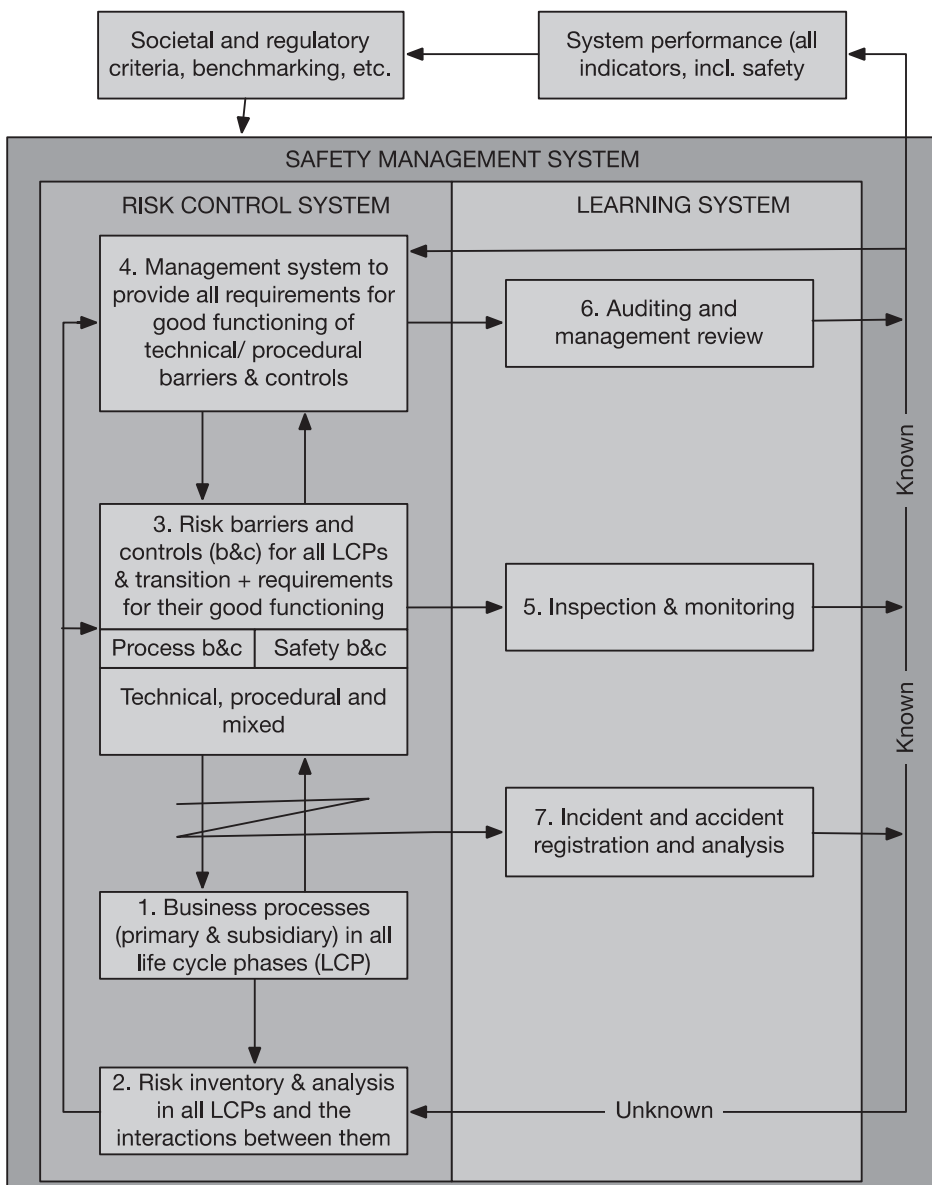 Societal and regulatory
criteria, benchmarking, etc.
System performance (all
indicators, incl. safety
SAFETY MANAGEMENT SYSTEM
RISK CONTROL SYSTEM
LEARNING SYSTEM
4. Management system to
provide all requirements for
good functioning of
technical/ procedural
barriers & controls
6. Auditing and
management review
Known
3. Risk barriers and
controls (b&c) for all LCPs
& transition + requirements
for their good functioning
Process b&c
Safety b&c
Technical, procedural and
mixed
5. Inspection & monitoring
Known
7. Incident and accident
registration and analysis
1. Business processes
(primary & subsidiary) in all
life cycle phases (LCP)
2. Risk inventory & analysis
in all LCPs and the
interactions between them
Unknown